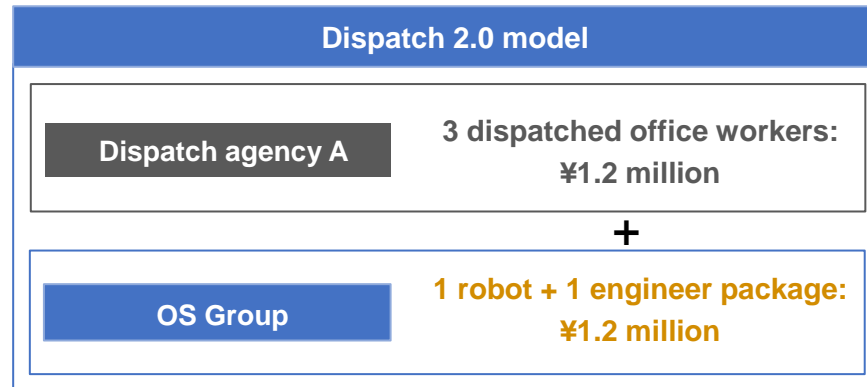 Dispatch 2.0 model
Dispatch agency A
3 dispatched office workers:
¥1.2 million
+
OS Group
1 robot + 1 engineer package:
¥1.2 million